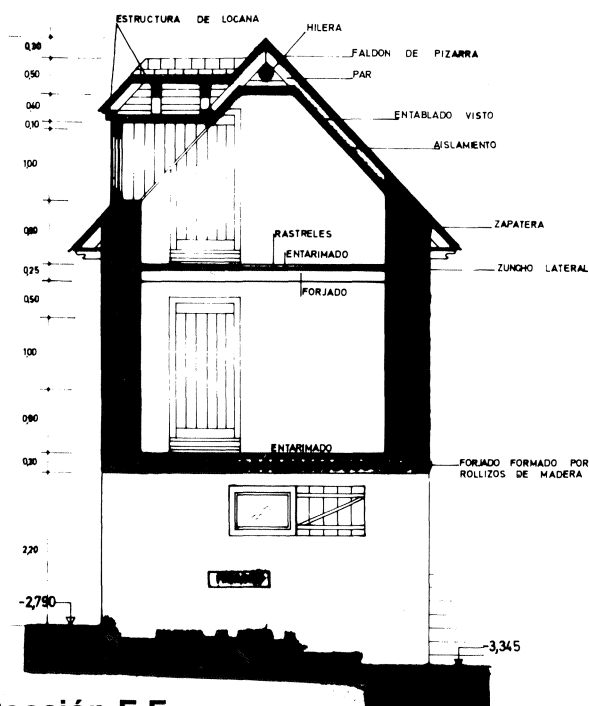 ESTRUCTURA DE LOCANA
HILERA
FALDON DE PIZARRA
PAR
ENTABLADO VISTO
AISLAMIENTO
ZAPATERA
RASTRELES
ENTARIMADO
ZUNCHO LATERAL
FORJADO
ENTARIMADO
FORJADO FORMADO POR
ROLLIZOS DE MADERA
0,30
0,50
0,60
0,10
1,00
0,80
0,25
0,50
1,00
0,80
0,30
2,20
-2,790
-3,345